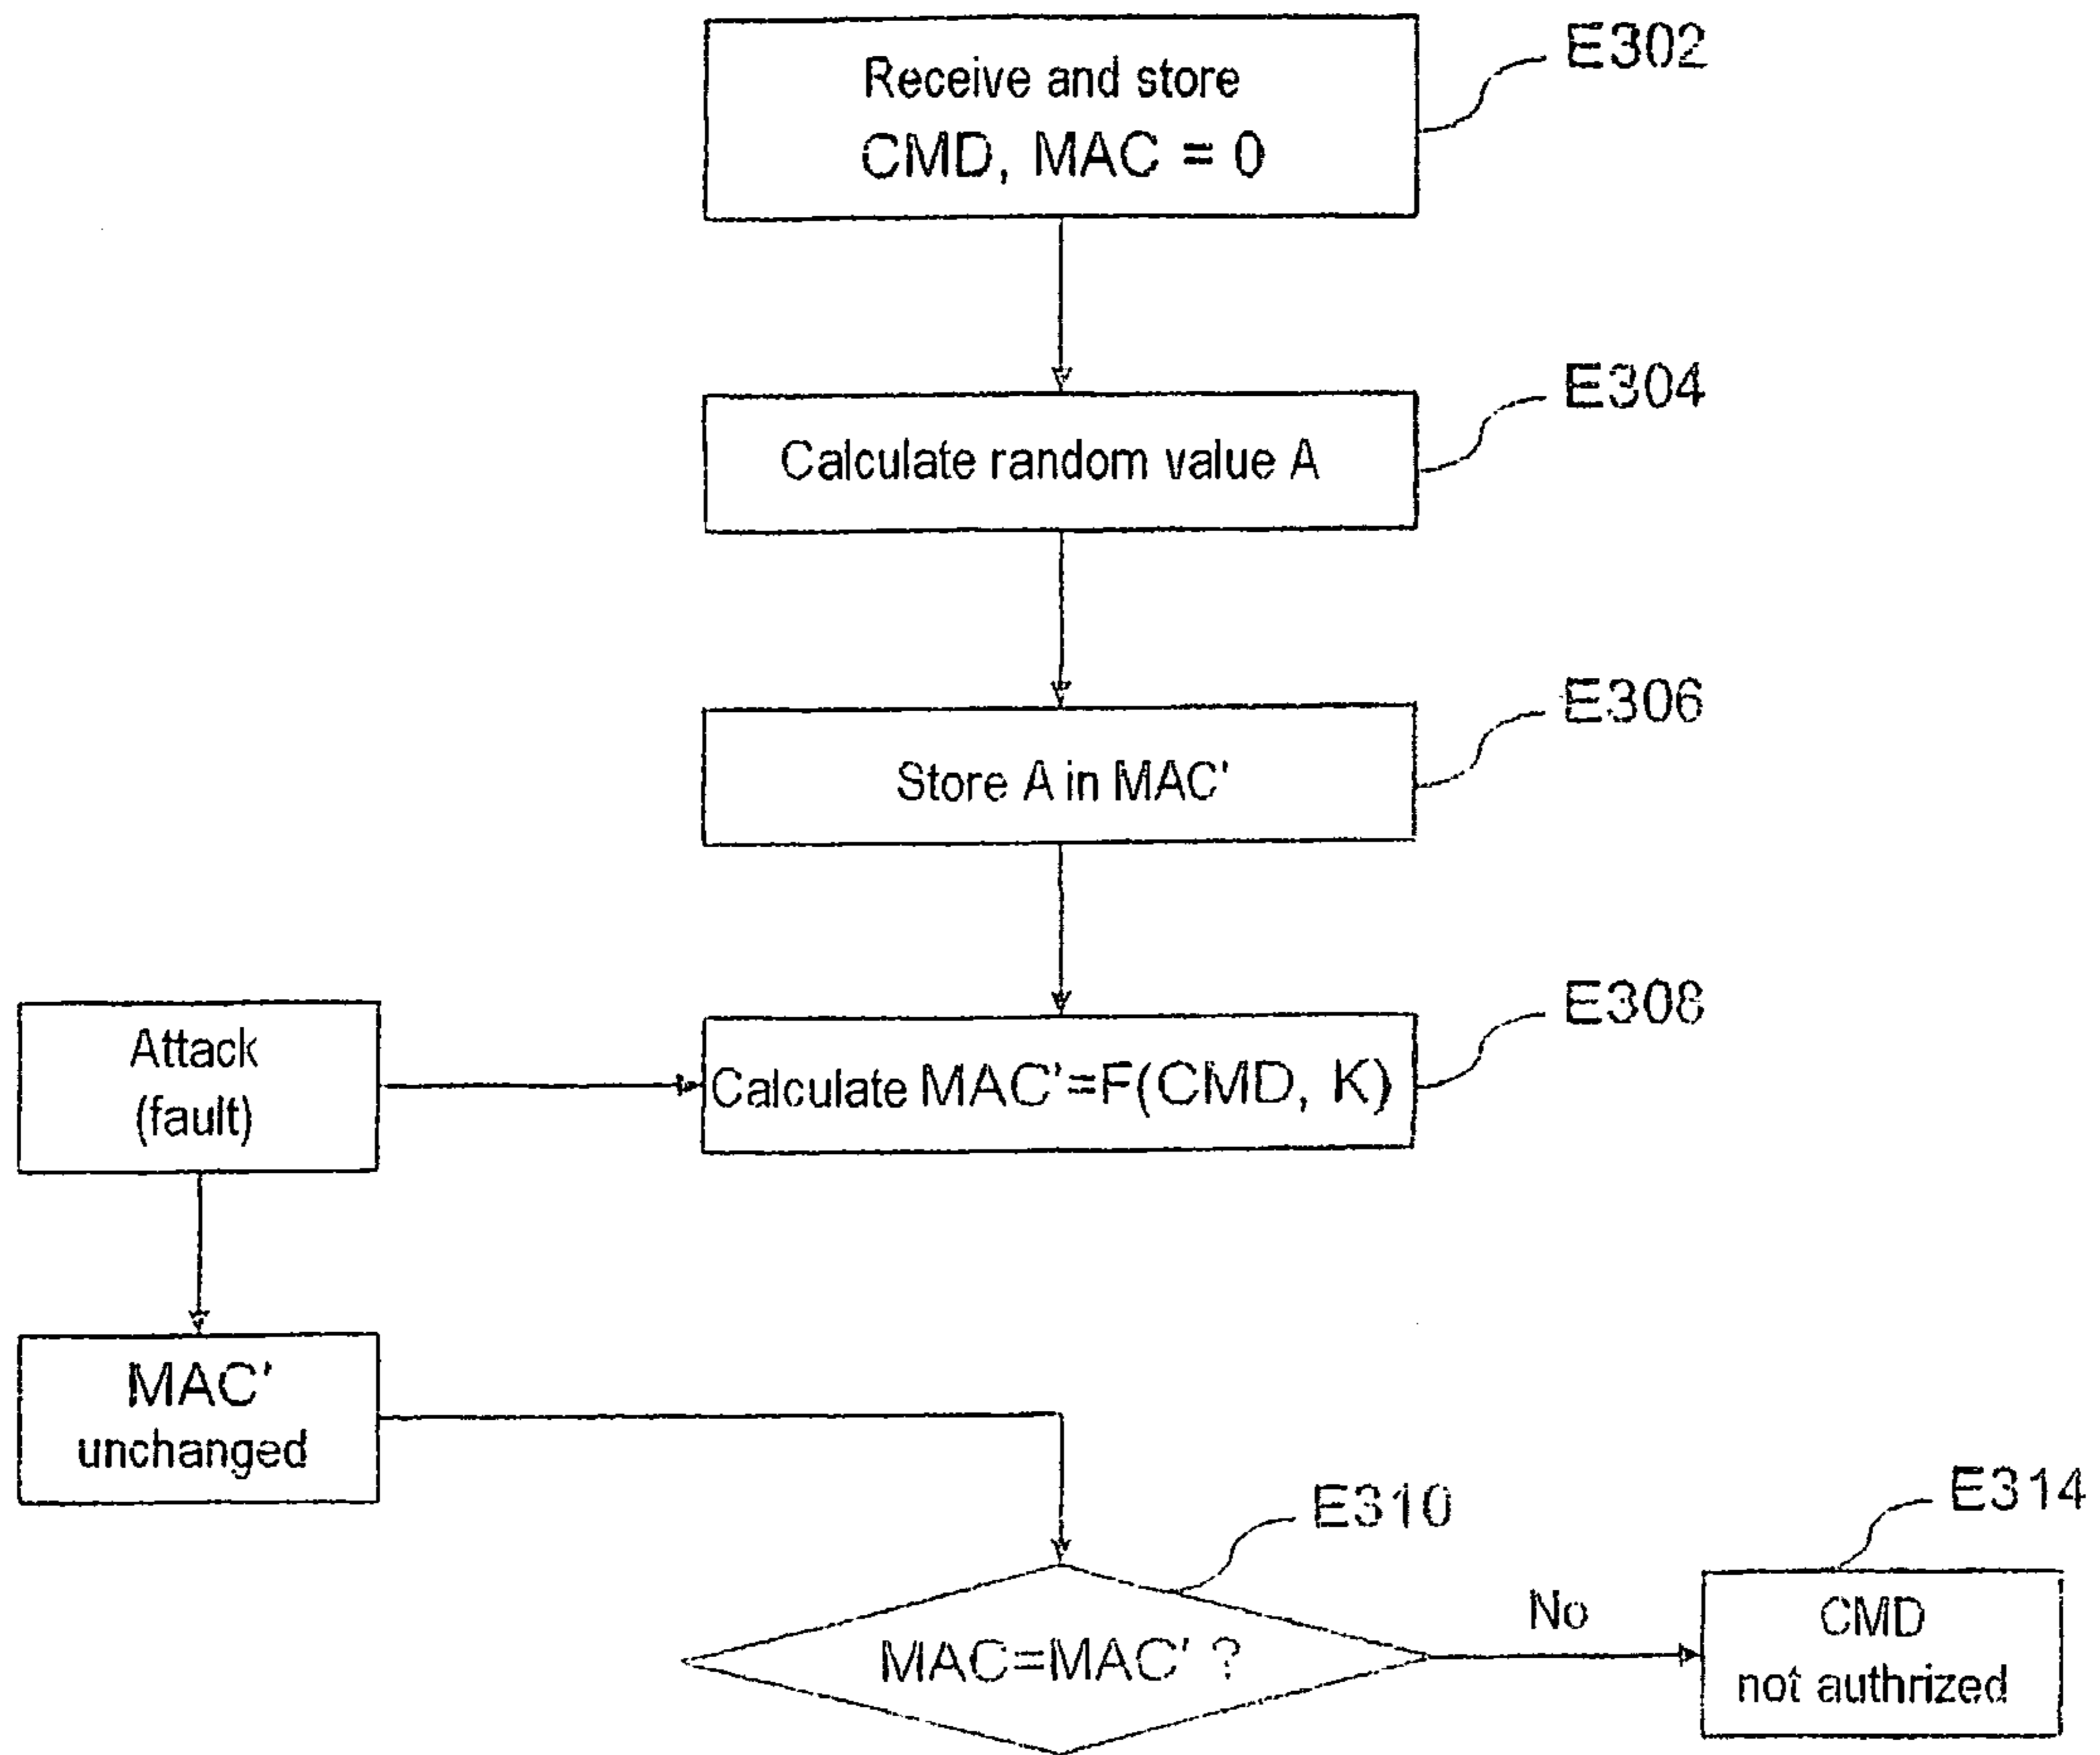 Receive and store
CMD, MAC = 0
E302
Calculate random value A
E304
Store A in MAC'
E306
Attack
(fault)
Calculate MAC'=F(CMD, K)
E308
MAC'
unchanged
MAC=MAC' ?
E310
No
CMD
not authrized
E314